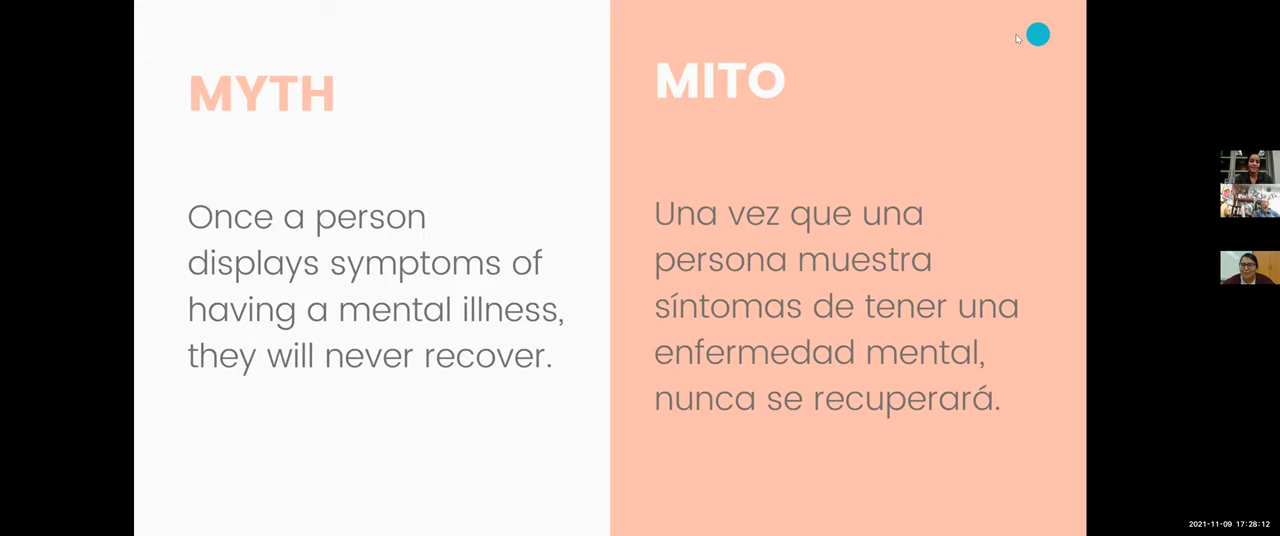 MYTH
Once a person
displays symptoms of
having a mental illness,
they will never recover.
MITO
Una vez que una
persona muestra
síntomas de tener una
enfermedad mental,
nunca se recuperará.
2021-11-09 17:28:12